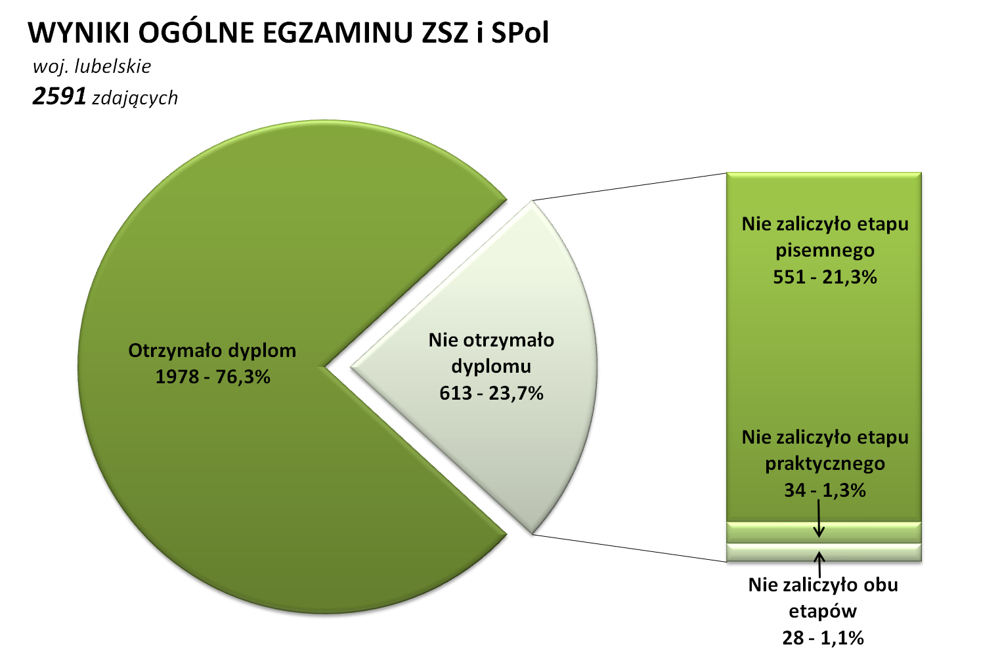 WYNIKI OGÓLNE EGZAMINU ZSZ i SPol
woj. lubelskie
2591 zdających
Otrzymało dyplom
1978 - 76,3%
Nie otrzymało
dyplomu
613 - 23,7%
Nie zaliczyło etapu
pisemnego
551 - 21,3%
Nie zaliczyło etapu
praktycznego
34 - 1,3%
Nie zaliczyło obu
etapów
28 - 1,1%